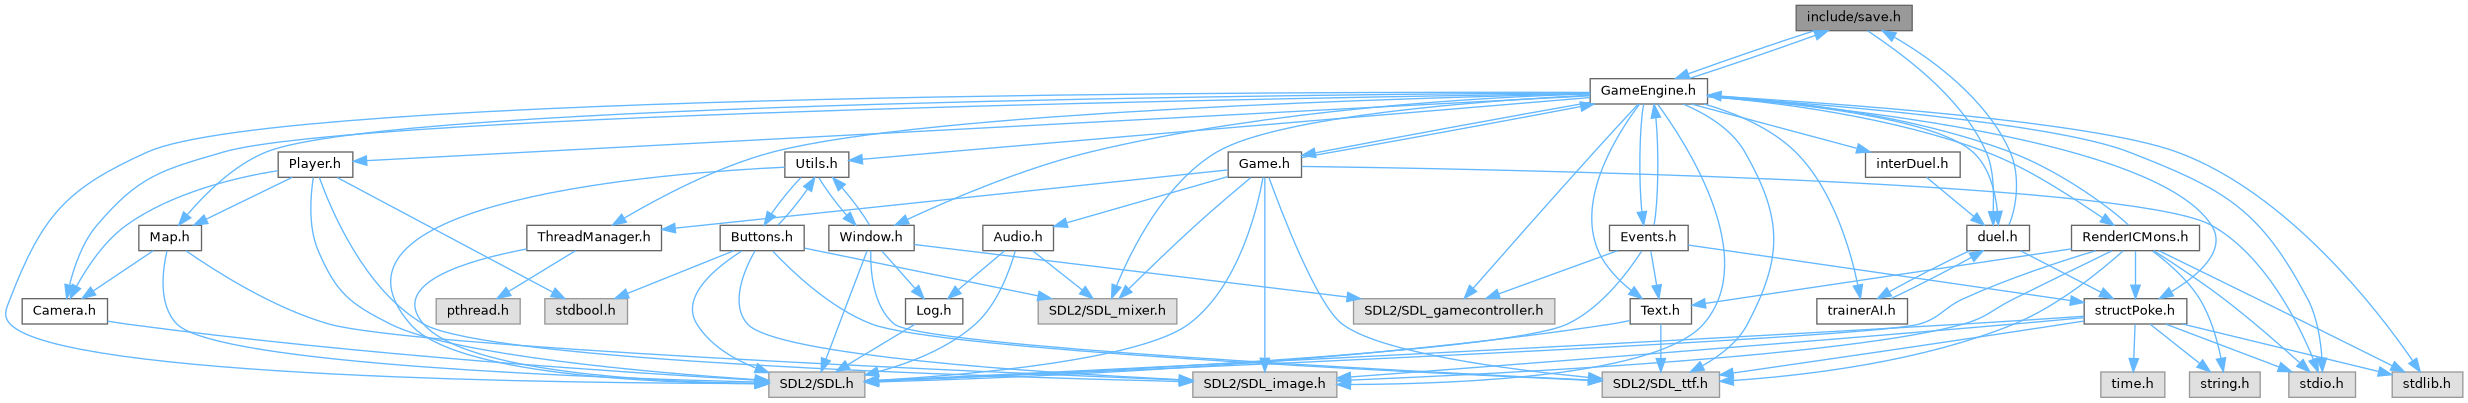 include/save.h
GameEngine.h
Player.h
Utils.h
Game.h
interDuel.h
Map.h
ThreadManager.h
Buttons.h
Window.h
Audio.h
Events.h
duel.h
RenderICMons.h
Camera.h
pthread.h
stdbool.h
Log.h
SDL2/SDL_mixer.h
SDL2/SDL_gamecontroller.h
Text.h
trainerAI.h
structPoke.h
SDL2/SDL.h
SDL2/SDL_image.h
SDL2/SDL_ttf.h
time.h
string.h
stdio.h
stdlib.h